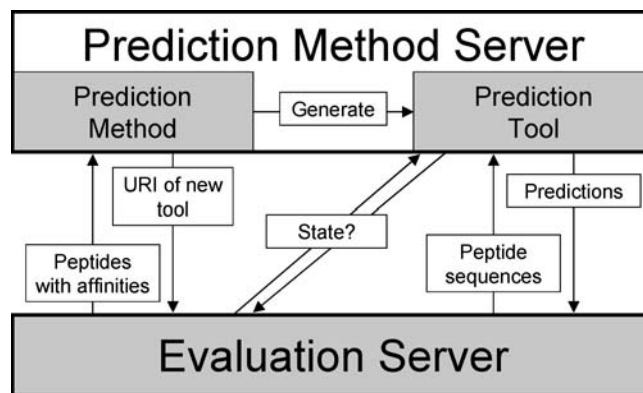 Prediction Method Server
Prediction
Method
Generate
Prediction
Tool
URI of new
tool
Predictions
State?
Peptides
with affinities
Peptide
sequences
Evaluation Server